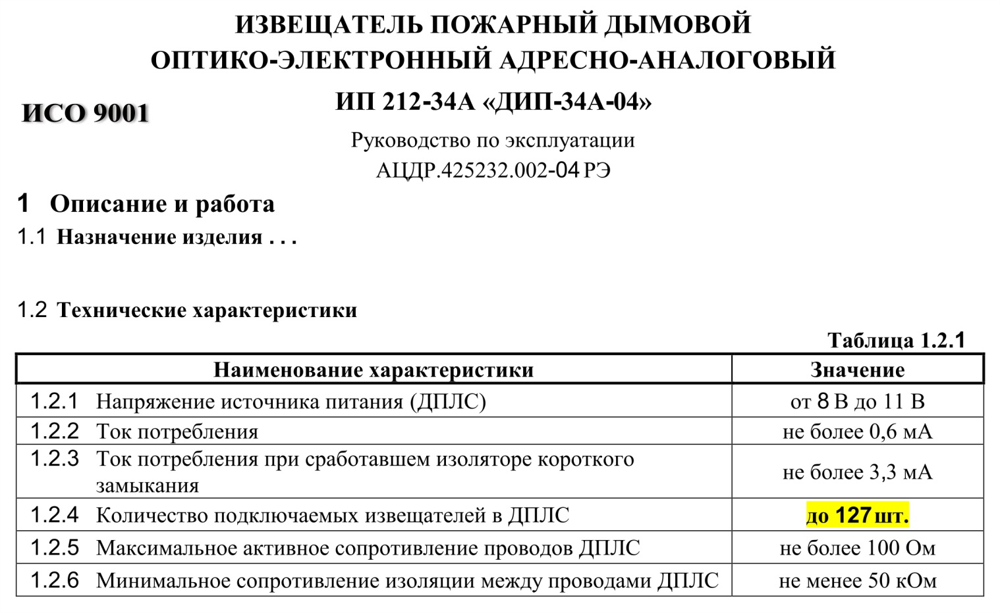 ИЗВЕЩАТЕЛЬ ПОЖАРНЫЙ ДЫМОВОЙ
ОПТИКО-ЭЛЕКТРОННЫЙ АДРЕСНО-АНАЛОГОВЫЙ
ИП 212-34А «ДИП-34А-04»
ИСО 9001
Руководство по эксплуатации
АЦДР.425232.002-04 РЭ
1 Описание и работа
1.1 Назначение изделия . . .
1.2 Технические характеристики
Таблица 1.2.1
Наименование характеристики Значение
1.2.1 Напряжение источника питания (ДПЛС) от 8 В до 11 В
1.2.2 Ток потребления не более 0,6 мА
1.2.3 Ток потребления при сработавшем изоляторе короткого
замыкания не более 3,3 мА
1.2.4 Количество подключаемых извещателей в ДПЛС до 127 шт.
1.2.5 Максимальное активное сопротивление проводов ДПЛС не более 100 Ом
1.2.6 Минимальное сопротивление изоляции между проводами ДПЛС не менее 50 кОм